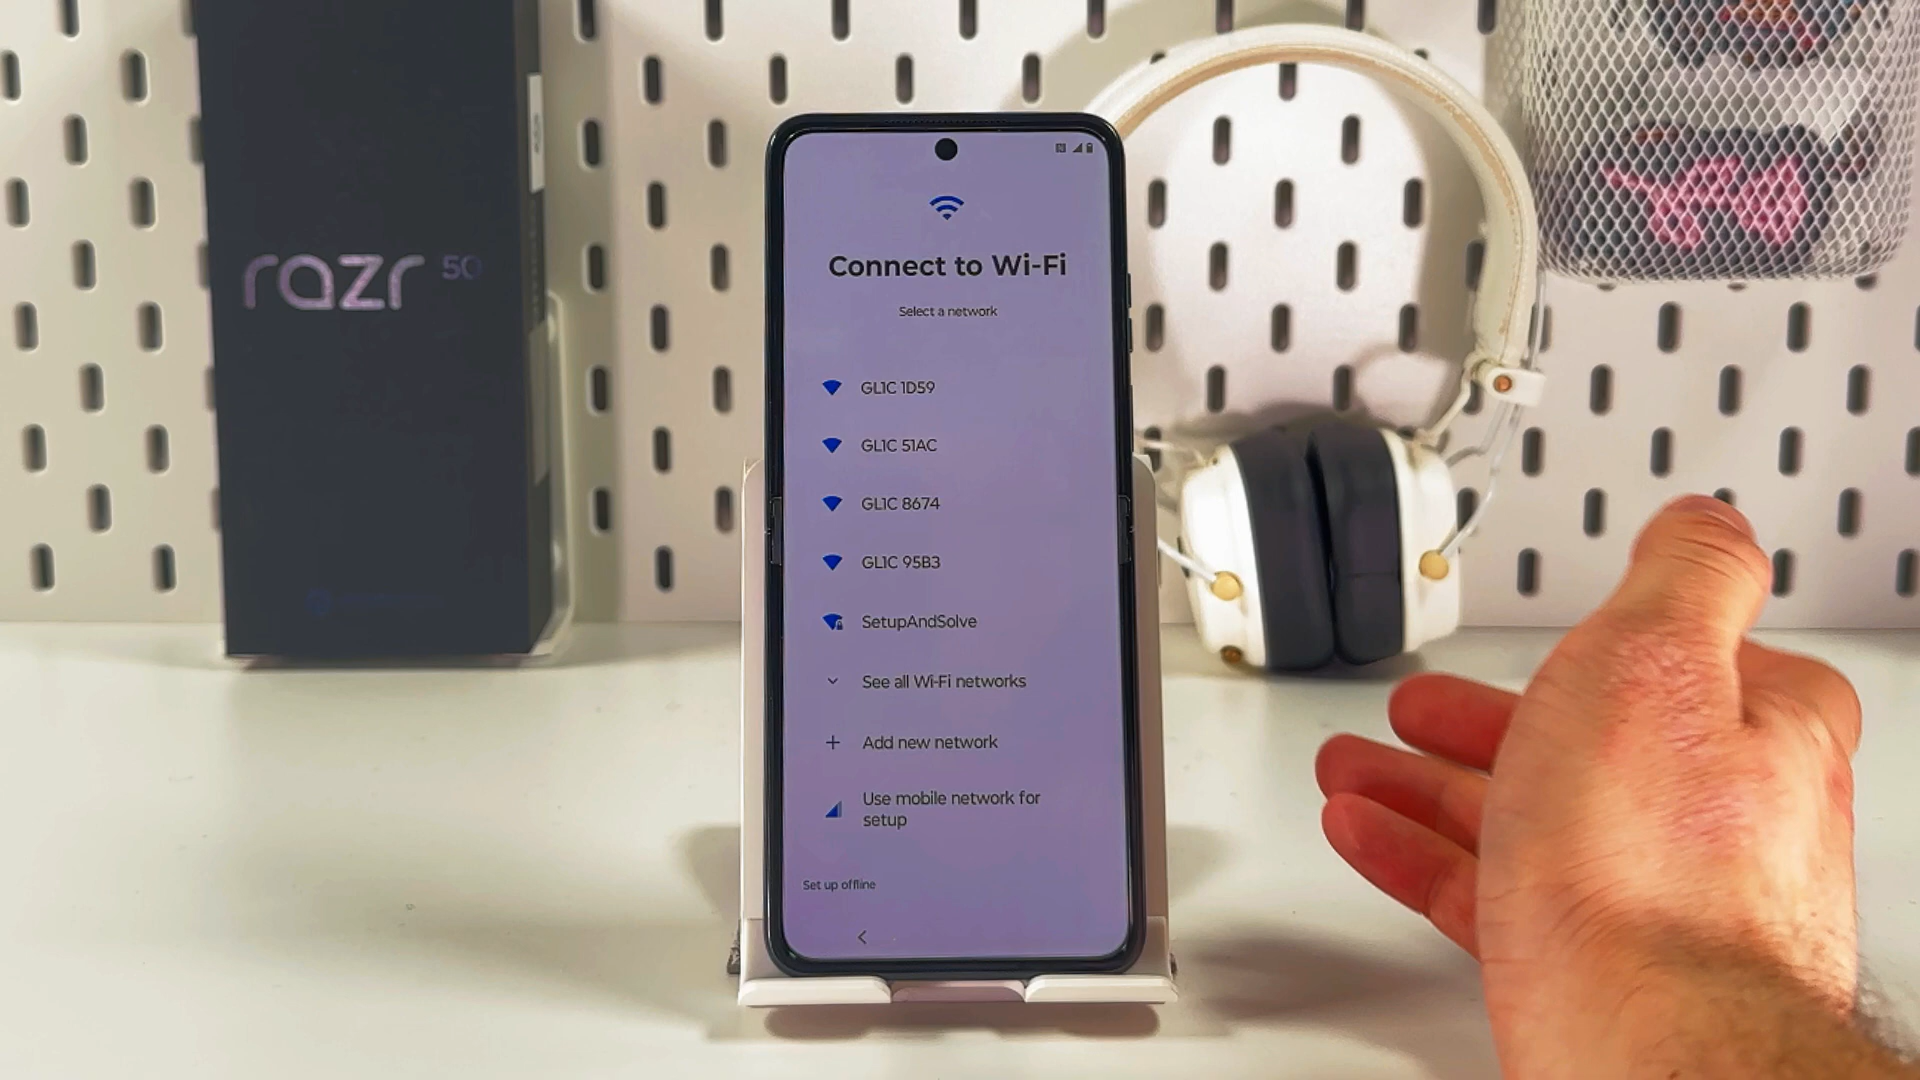 razr 50
Connect to Wi-Fi
Select a network
GL1C 1D59
GL1C 51AC
GL1C 8674
GL1C 95B3
SetupAndSolve
See all Wi-Fi networks
Add new network
Use mobile network for
setup
Set up offline